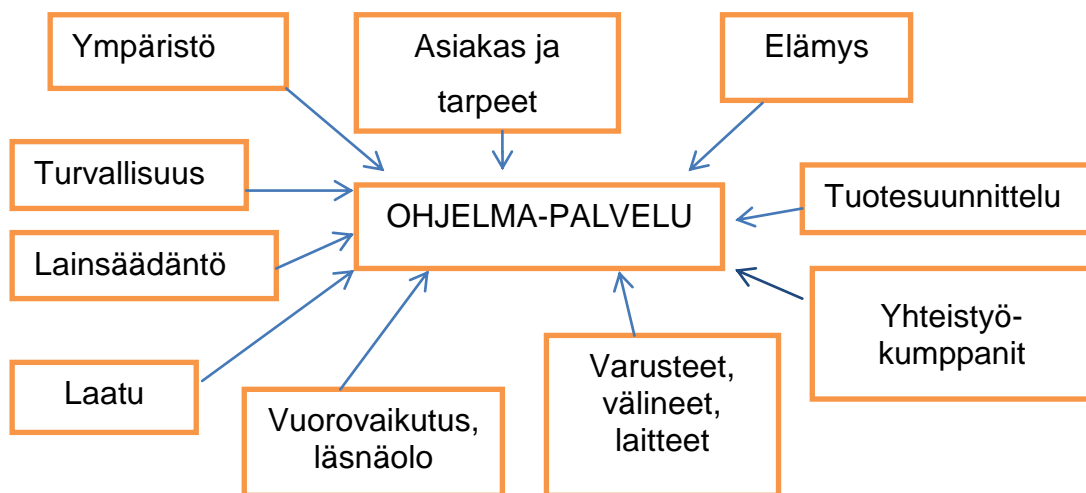 Ympäristö
Asiakas ja
tarpeet
Elämys
Turvallisuus
OHJELMA-PALVELU
Tuotesuunnittelu
Lainsäädäntö
Yhteistyö-
kumppanit
Laatu
Vuorovaikutus,
läsnäolo
Varusteet,
välineet,
laitteet